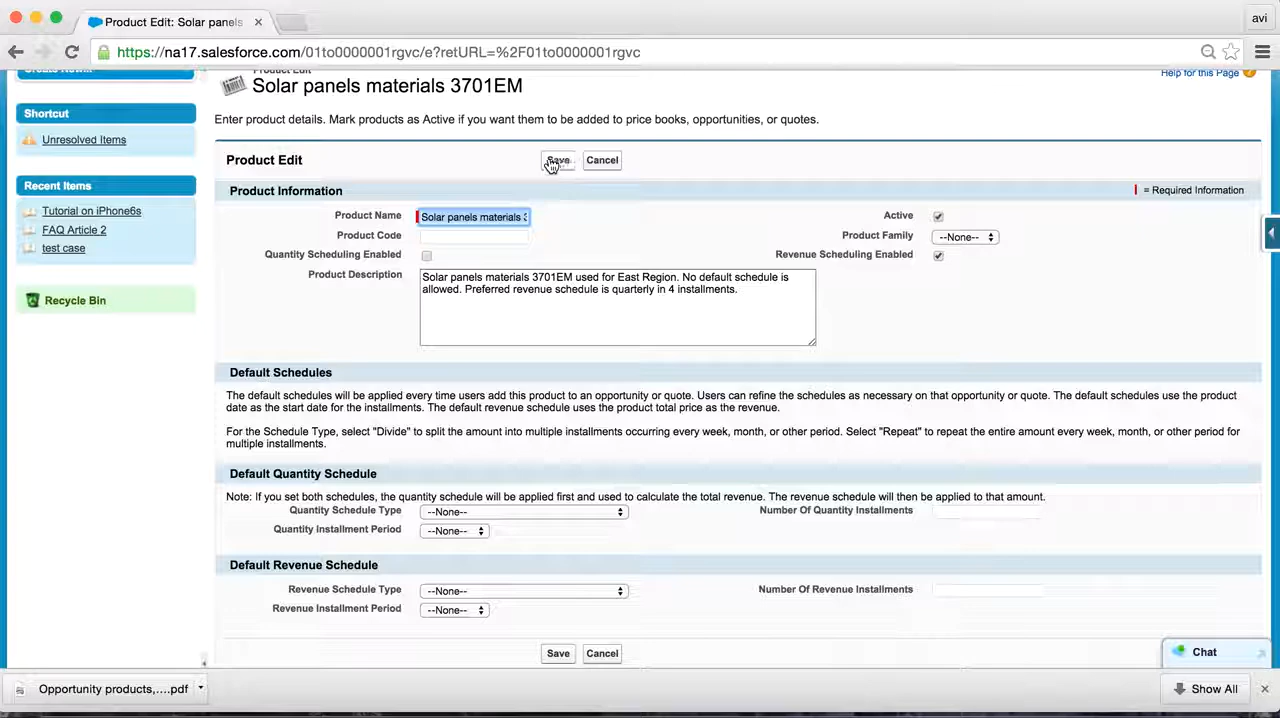 Product Edit: Solar panels
avi
https://na17.salesforce.com/01to0000001rgvc/e?retURL=%2F01to0000001rgvc
Create New...
Product Edit
Solar panels materials 3701EM
Help for this Page
Shortcut
Unresolved Items
Recent Items
Tutorial on iPhone6s
FAQ Article 2
test case
Recycle Bin
Enter product details. Mark products as Active if you want them to be added to price books, opportunities, or quotes.
Product Edit
Save
Cancel
Product Information
= Required Information
Product Name
Solar panels materials 3
Active
Product Code
Product Family
--None--
Quantity Scheduling Enabled
Revenue Scheduling Enabled
Product Description
Solar panels materials 3701EM used for East Region. No default schedule is
allowed. Preferred revenue schedule is quarterly in 4 installments.
Default Schedules
The default schedules will be applied every time users add this product to an opportunity or quote. Users can refine the schedules as necessary on that opportunity or quote. The default schedules use the product
date as the start date for the installments. The default revenue schedule uses the product total price as the revenue.
For the Schedule Type, select "Divide" to split the amount into multiple installments occurring every week, month, or other period. Select "Repeat" to repeat the entire amount every week, month, or other period for
multiple installments.
Default Quantity Schedule
Note: If you set both schedules, the quantity schedule will be applied first and used to calculate the total revenue. The revenue schedule will then be applied to that amount.
Quantity Schedule Type
--None--
Number Of Quantity Installments
Quantity Installment Period
--None--
Default Revenue Schedule
Revenue Schedule Type
--None--
Number Of Revenue Installments
Revenue Installment Period
--None--
Save
Cancel
Chat
Opportunity products,....pdf
Show All